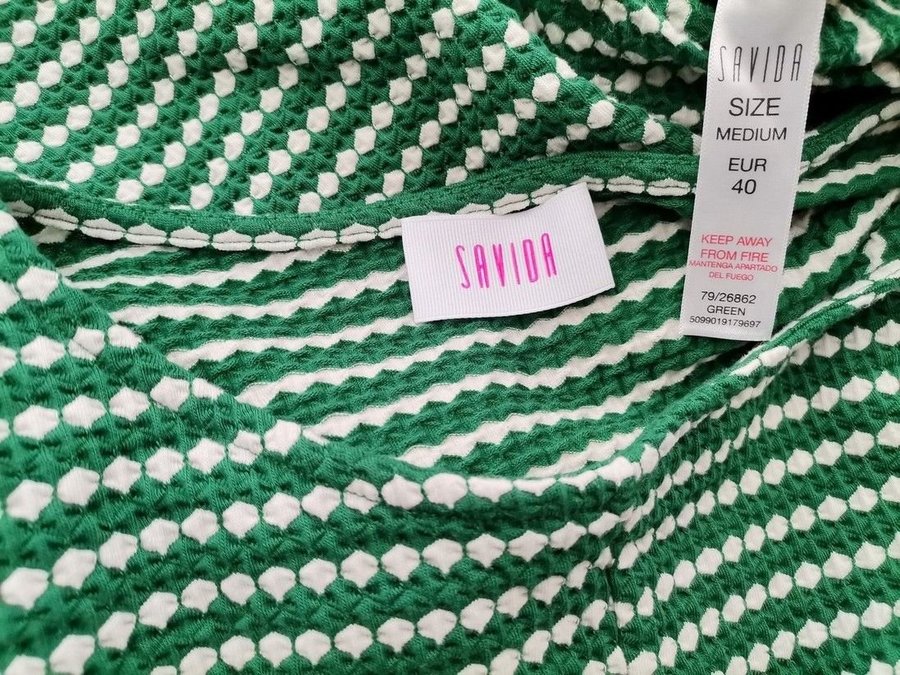 SAVIDA
SAVIDA
SIZE
MEDIUM
EUR
40
KEEP AWAY
FROM FIRE
MANTENGA APARTADO
DEL FUEGO
79/26862
GREEN
5099019179697